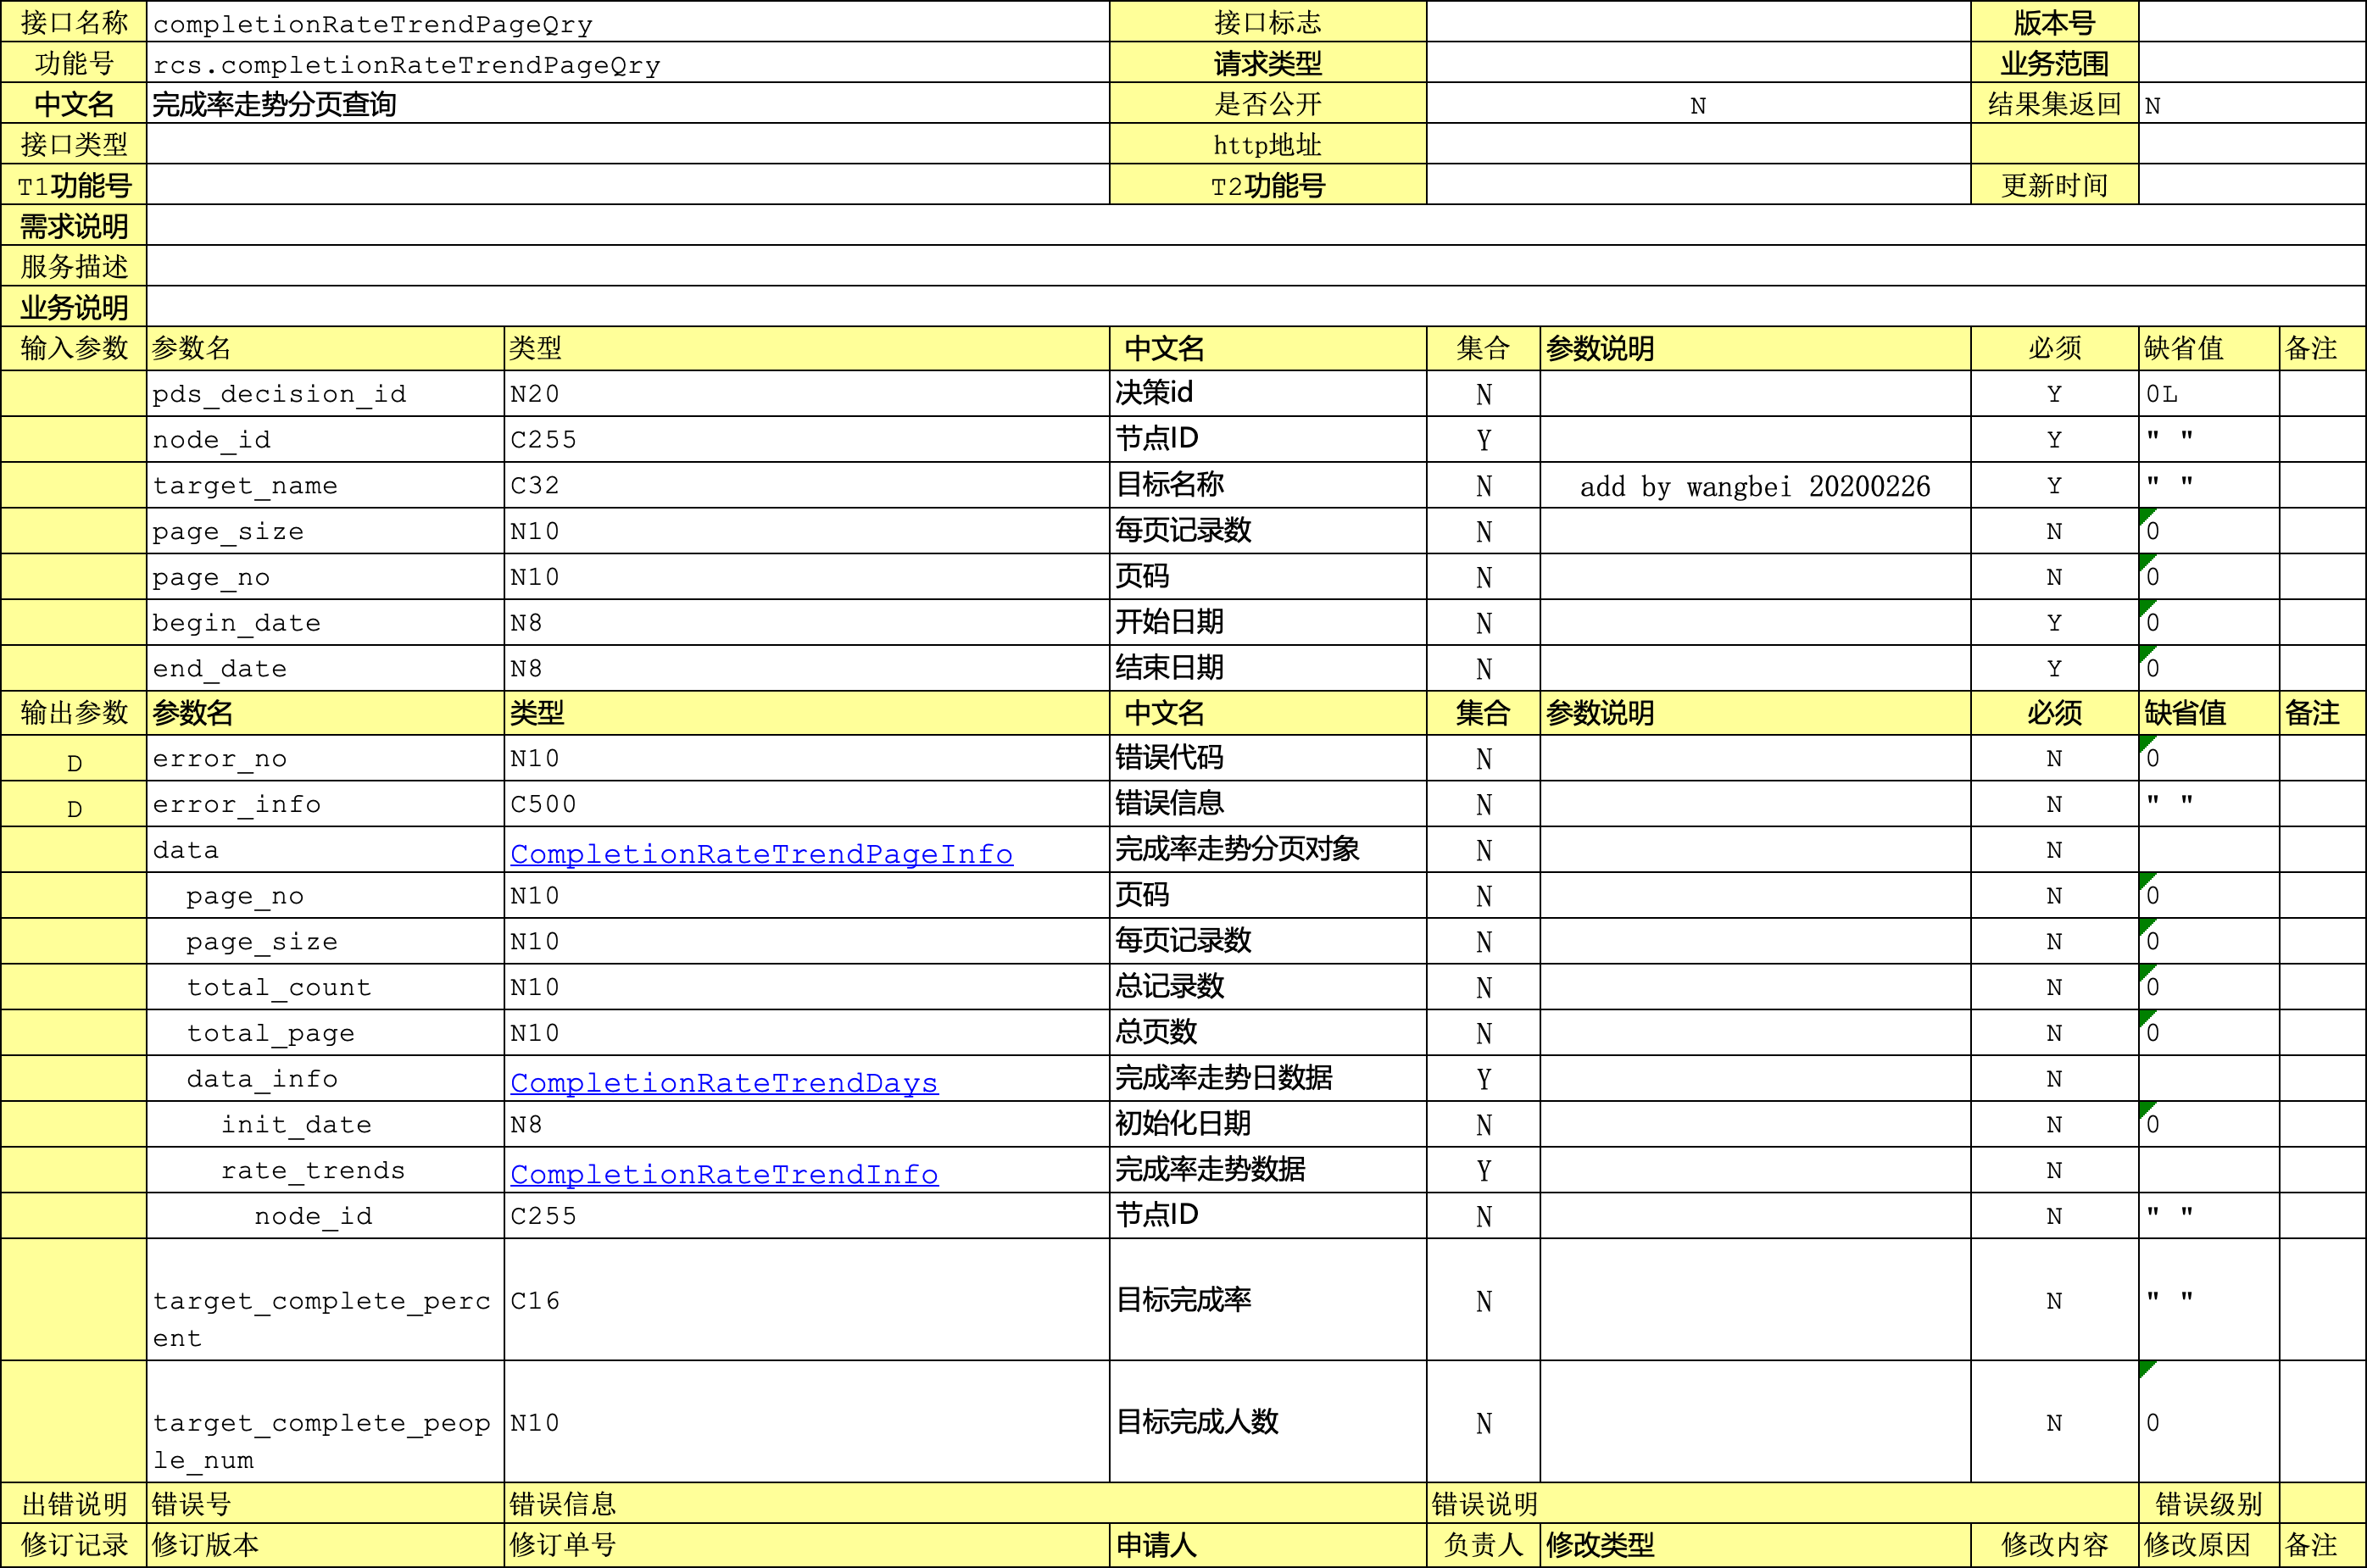 接口名称 completionRateTrendPageQry 接口标志 版本号
功能号 rcs.completionRateTrendPageQry 请求类型 业务范围
中文名 完成率走势分页查询 是否公开 N 结果集返回 N
接口类型 http地址
T1功能号 T2功能号 更新时间
需求说明
服务描述
业务说明
输入参数 参数名 类型 中文名 集合 参数说明 必须 缺省值 备注
pds_decision_id N20 决策id N Y 0L
node_id C255 节点ID Y Y " "
target_name C32 目标名称 N add by wangbei 20200226 Y " "
page_size N10 每页记录数 N N 0
page_no N10 页码 N N 0
begin_date N8 开始日期 N Y 0
end_date N8 结束日期 N Y 0
输出参数 参数名 类型 中文名 集合 参数说明 必须 缺省值 备注
D error_no N10 错误代码 N N 0
D error_info C500 错误信息 N N " "
data CompletionRateTrendPageInfo 完成率走势分页对象 N N
page_no N10 页码 N N 0
page_size N10 每页记录数 N N 0
total_count N10 总记录数 N N 0
total_page N10 总页数 N N 0
data_info CompletionRateTrendDays 完成率走势日数据 Y N
init_date N8 初始化日期 N N 0
rate_trends CompletionRateTrendInfo 完成率走势数据 Y N
node_id C255 节点ID N N " "
target_complete_perc C16 目标完成率 N N " "
ent
target_complete_peop N10 目标完成人数 N N 0
le_num
出错说明 错误号 错误信息 错误说明 错误级别
修订记录 修订版本 修订单号 申请人 负责人 修改类型 修改内容 修改原因 备注